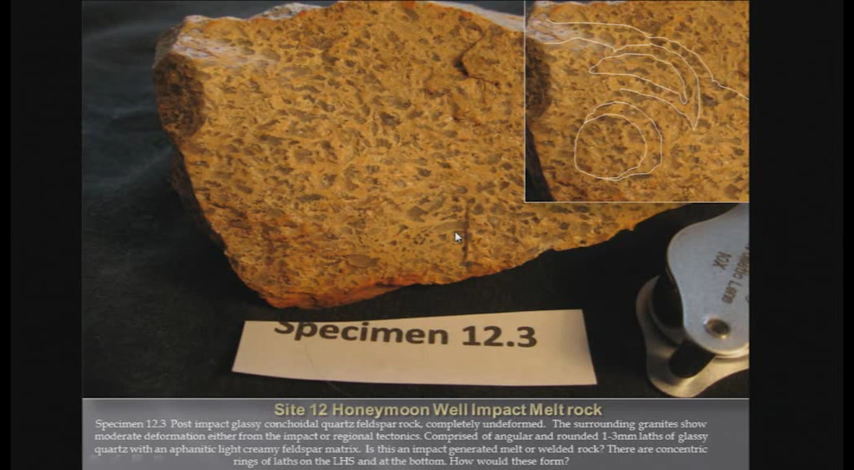 10X
Specimen 12.3
Site 12 Honeymoon Well Impact Melt rock
Specimen 12.3 Post impact glassy conchoidal quartz feldspar rock, completely undeformed. The surrounding granites show
moderate deformation either from the impact or regional tectonics. Comprised of angular and rounded 1-3mm laths of glassy
quartz with an aphanitic light creamy feldspar matrix. Is this an impact generated melt or welded rock? There are concentric
rings of laths on the LHS and at the bottom. How would these form?